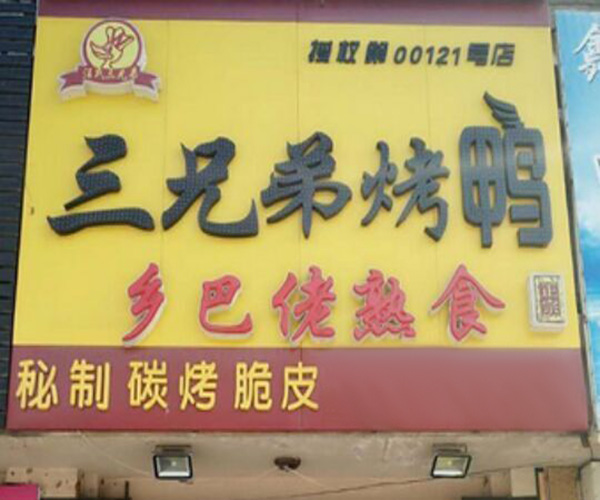 授权第00121号店
三兄弟烤鸭
乡巴佬熟食
秘制碳烤脆皮